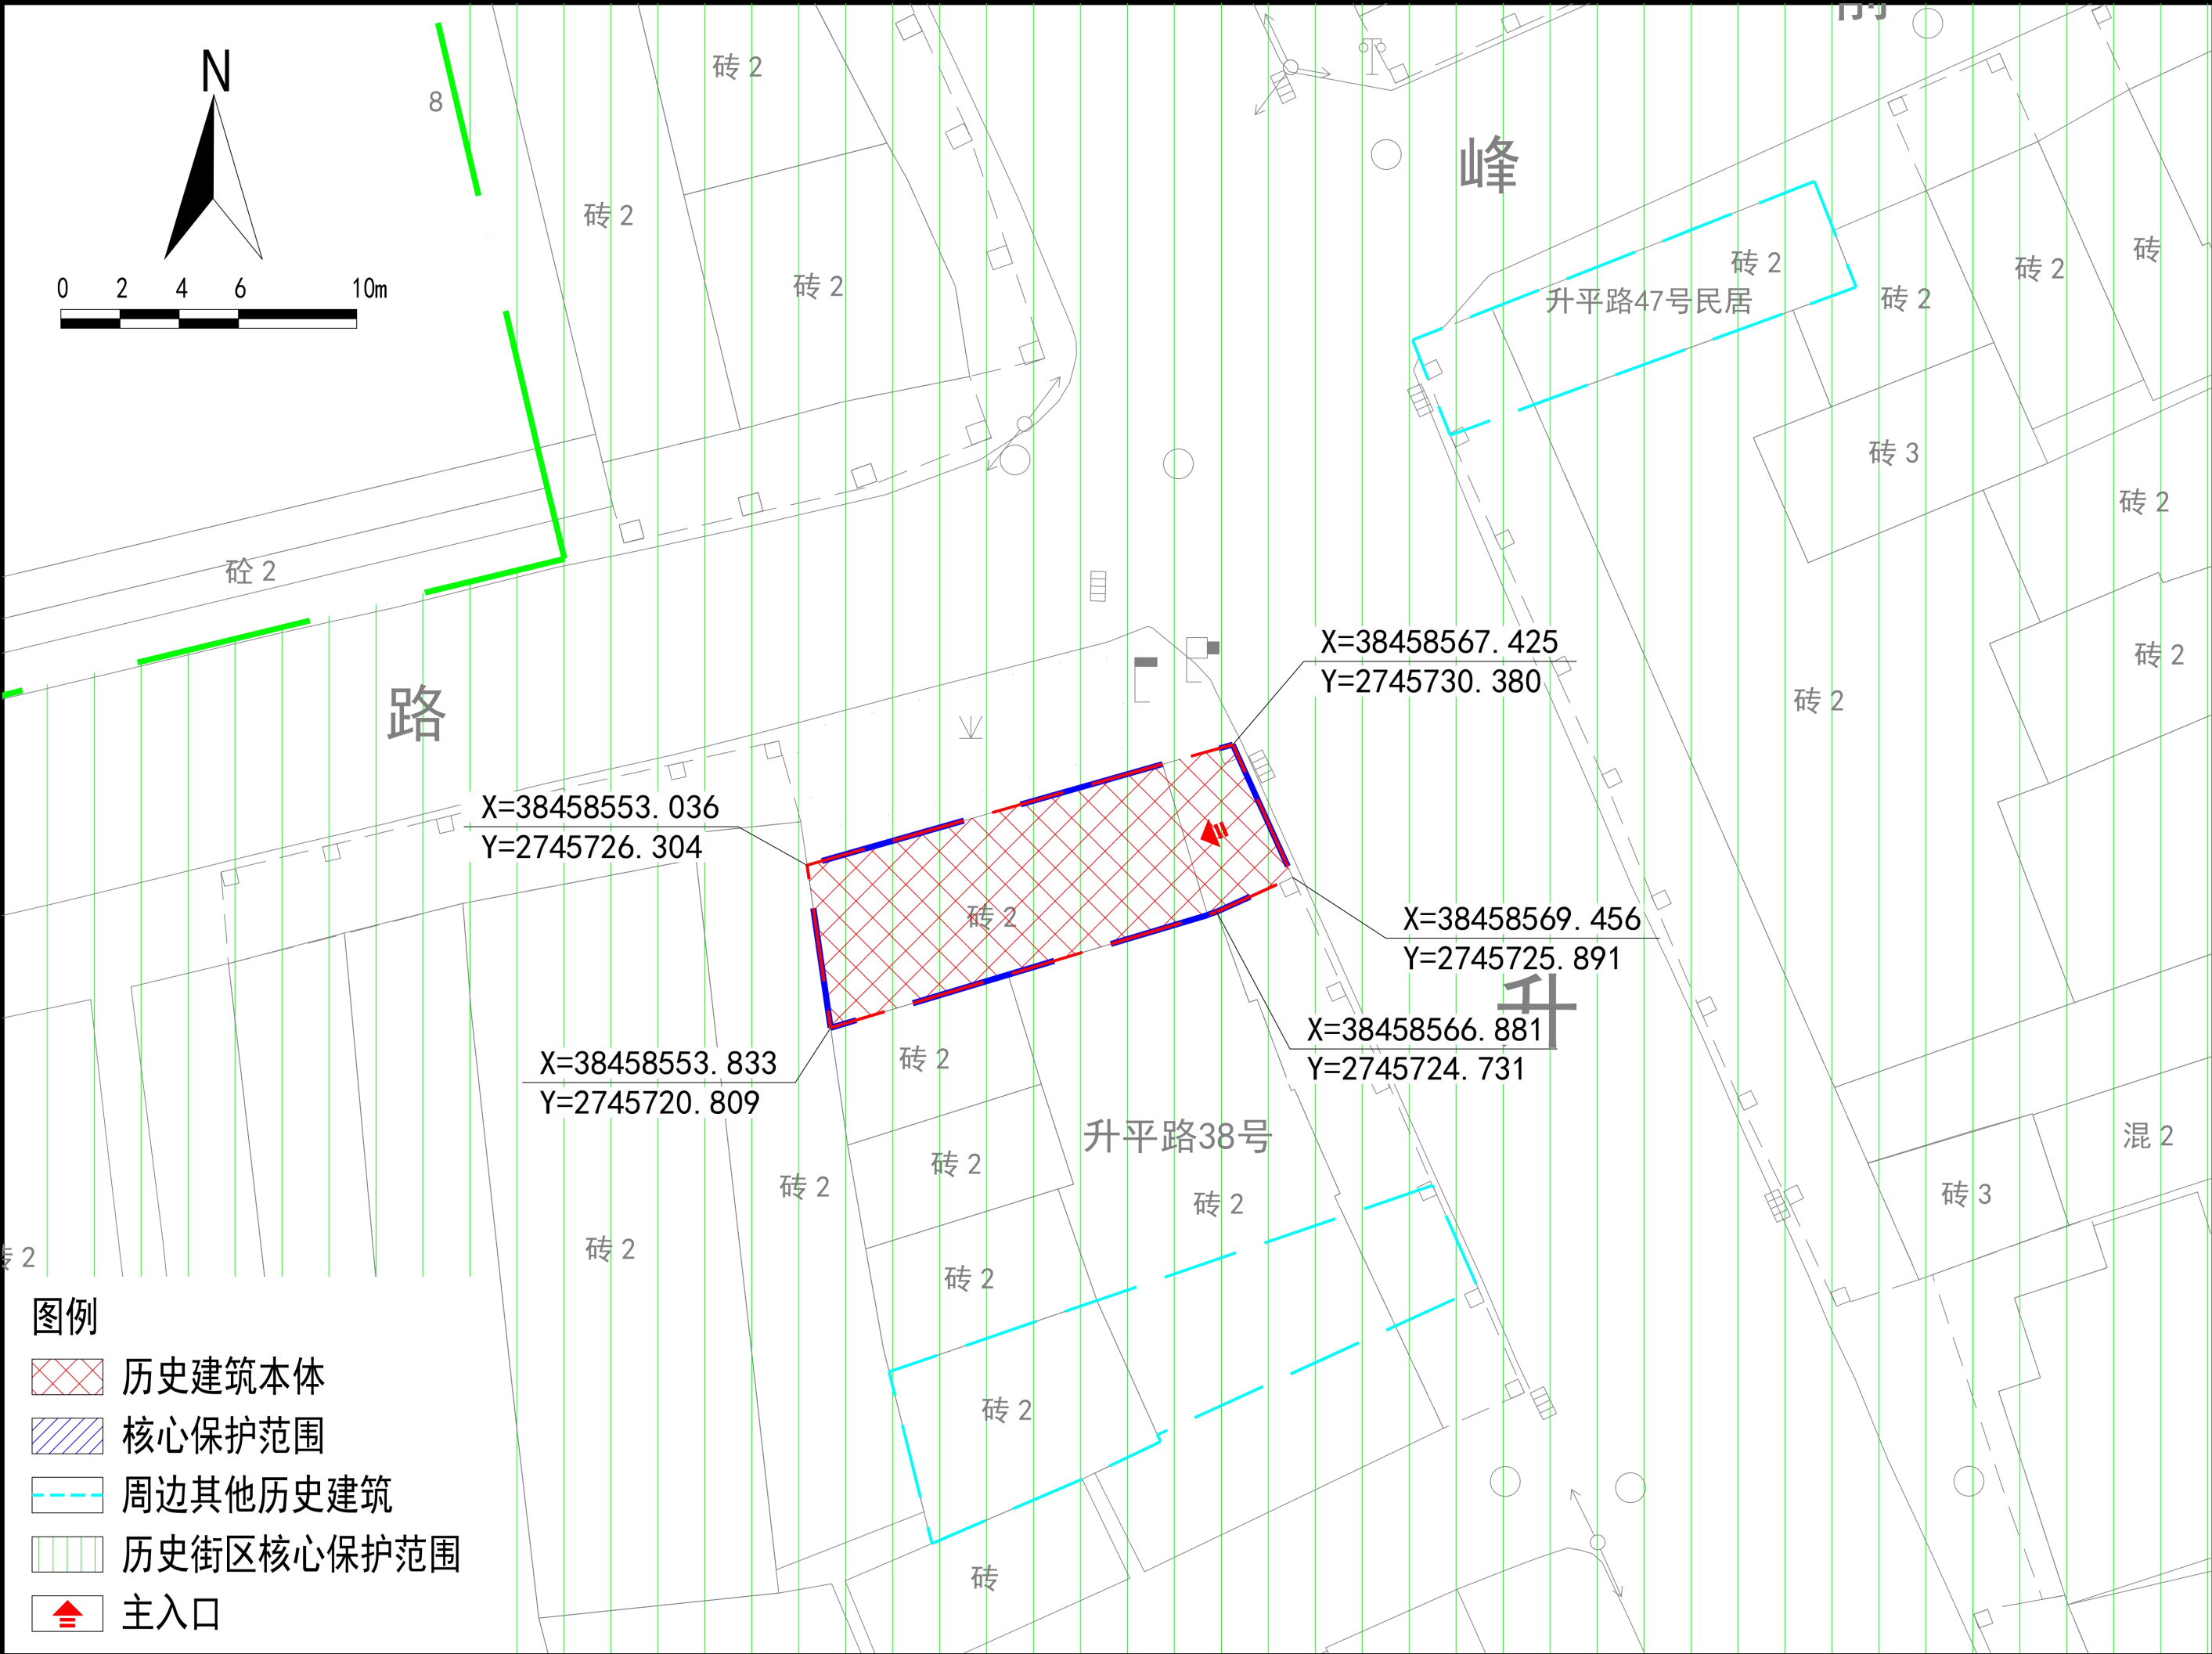 N
0 2 4 6 10m
8
砖 2
峰
砖 2
砖 2
砖 2
升平路47号民居
砖 2
砖 2
砖
砖 3
砖 2
砼 2
路
X=38458567.425
Y=2745730.380
砖 2
砖 2
X=38458553.036
Y=2745726.304
砖 2
X=38458569.456
Y=2745725.891
升
X=38458566.881
Y=2745724.731
X=38458553.833
Y=2745720.809
砖 2
升平路38号
混 2
砖 2
砖 2
砖 2
砖 3
砖 2
砖 2
砖 2
砖 2
砖
图例
历史建筑本体
核心保护范围
周边其他历史建筑
历史街区核心保护范围
主入口